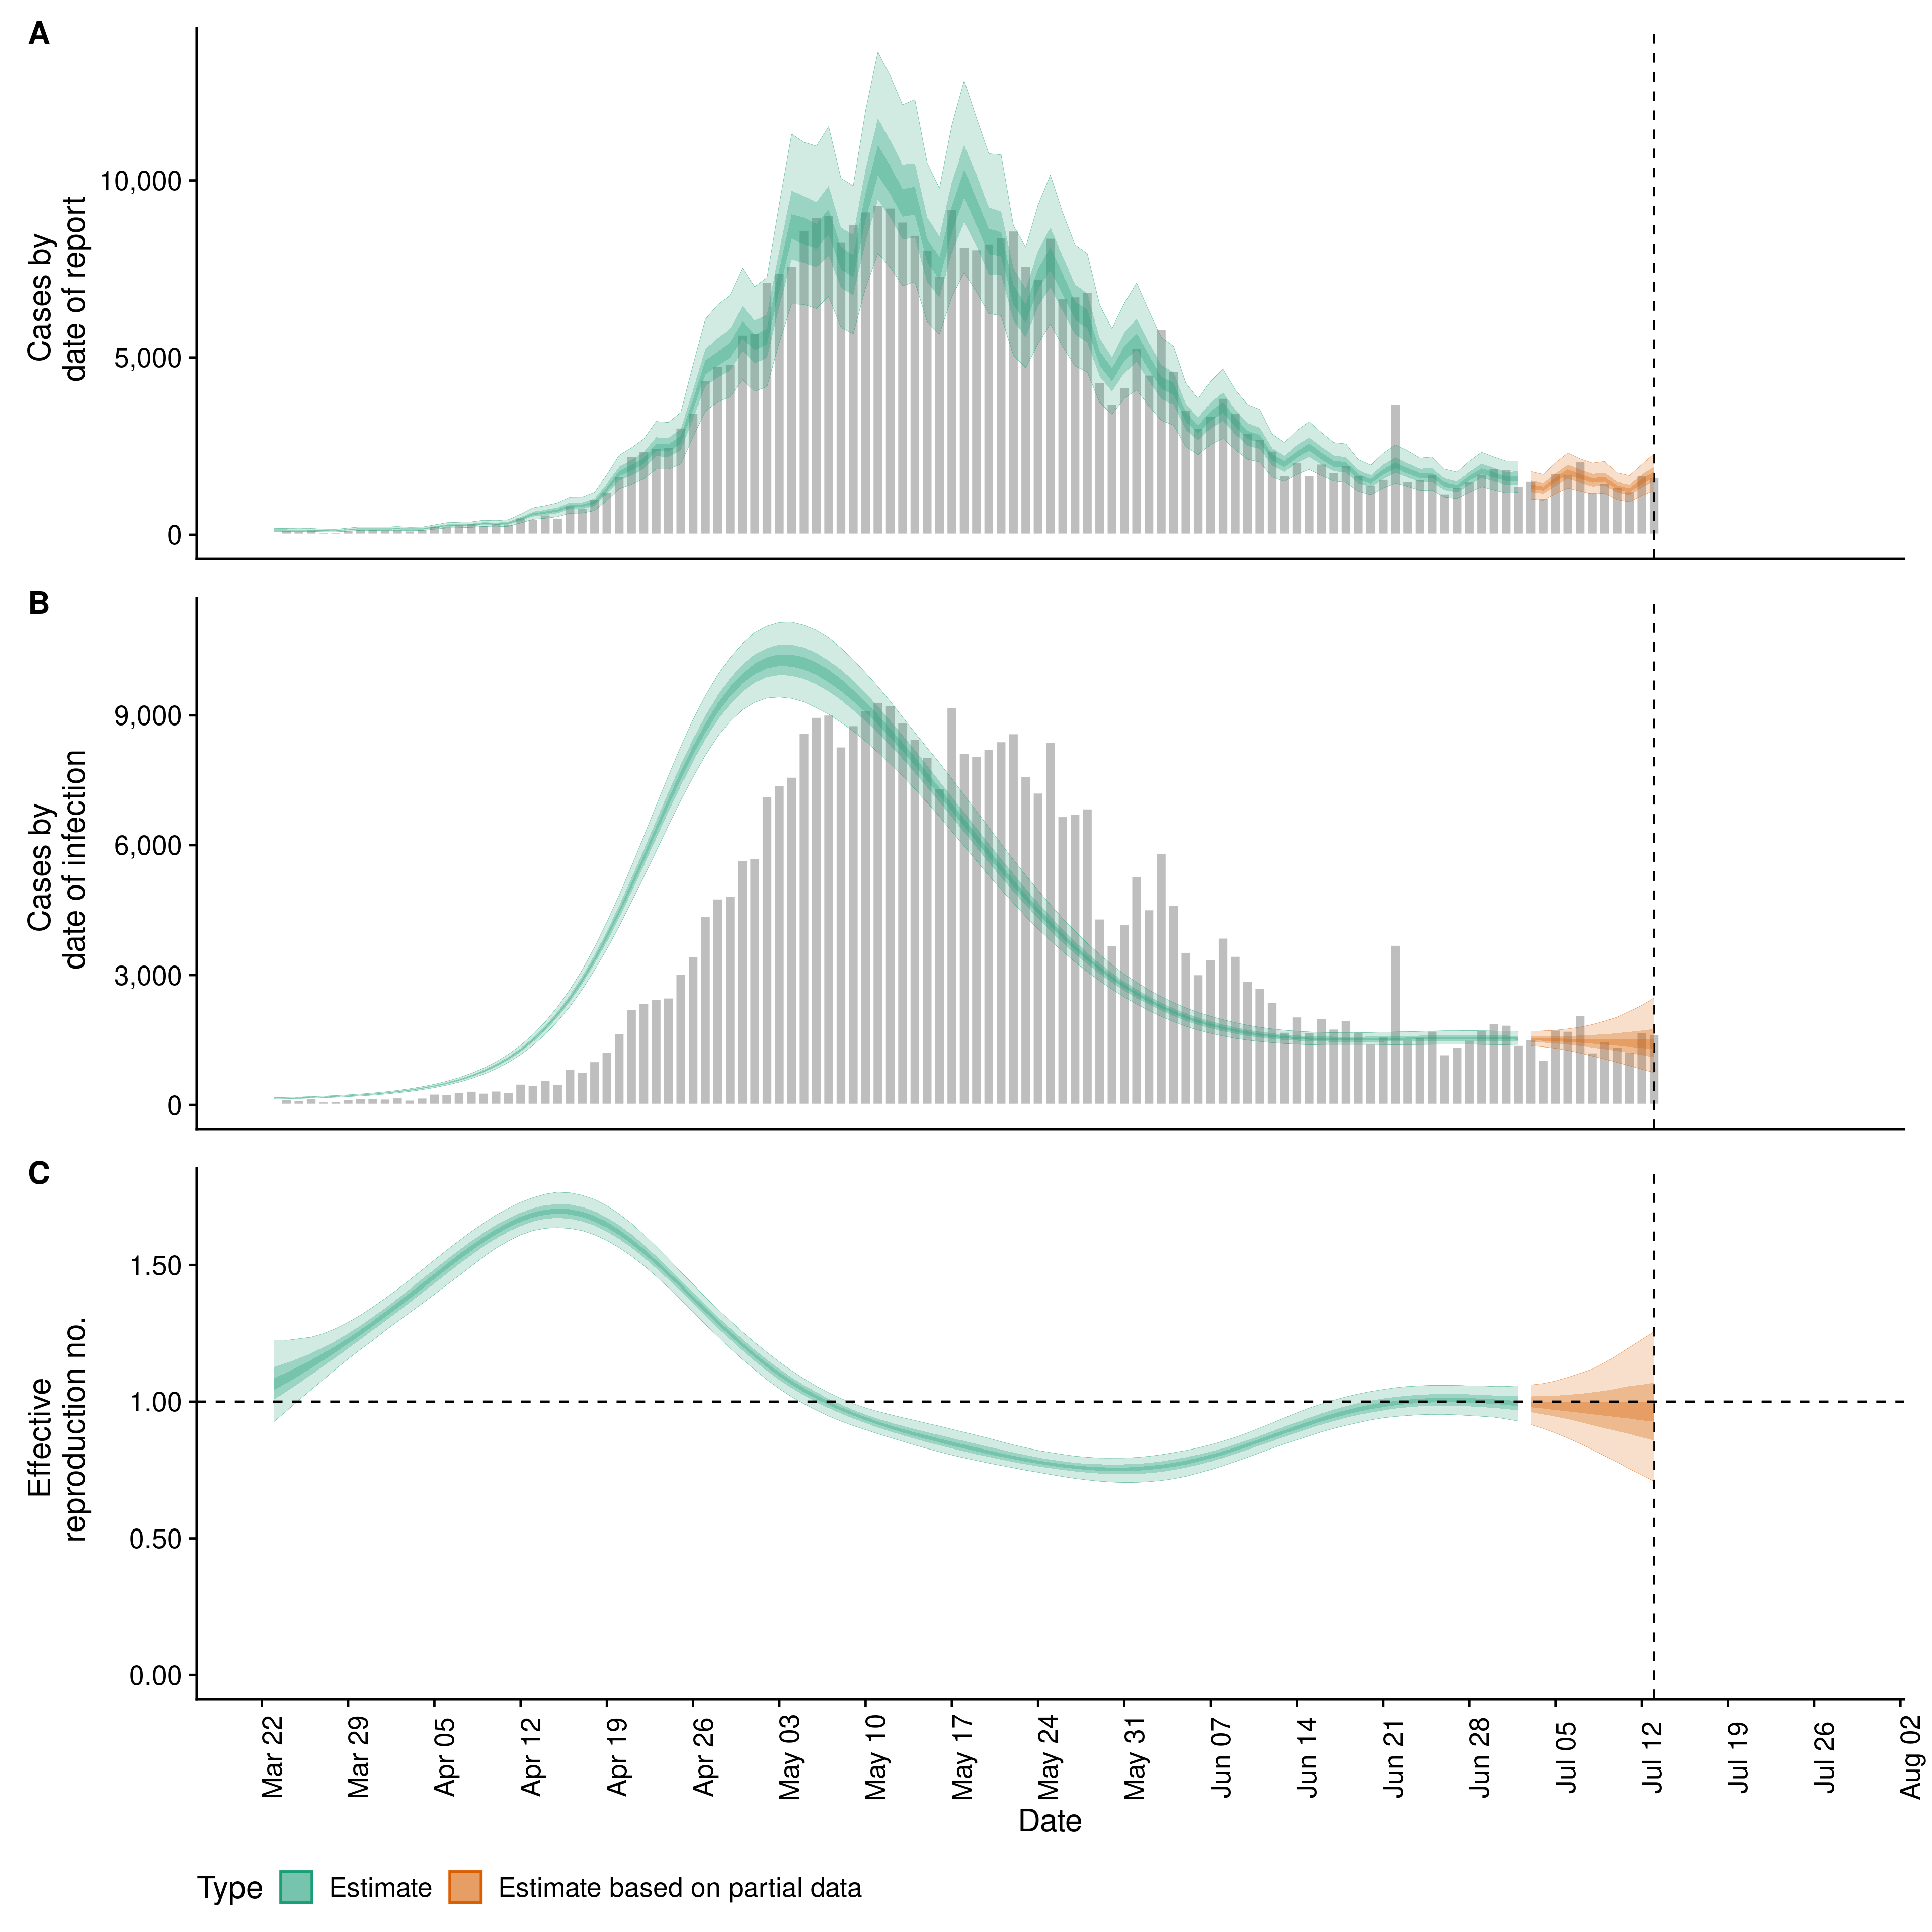 A
Cases by
date of report
10,000
5,000
0
B
Cases by
date of infection
9,000
6,000
3,000
0
C
Effective
reproduction no.
1.50
1.00
0.50
0.00
Mar 22
Mar 29
Apr 05
Apr 12
Apr 19
Apr 26
May 03
May 10
May 17
May 24
May 31
Jun 07
Jun 14
Jun 21
Jun 28
Jul 05
Jul 12
Jul 19
Jul 26
Aug 02
Date
Type Estimate Estimate based on partial data